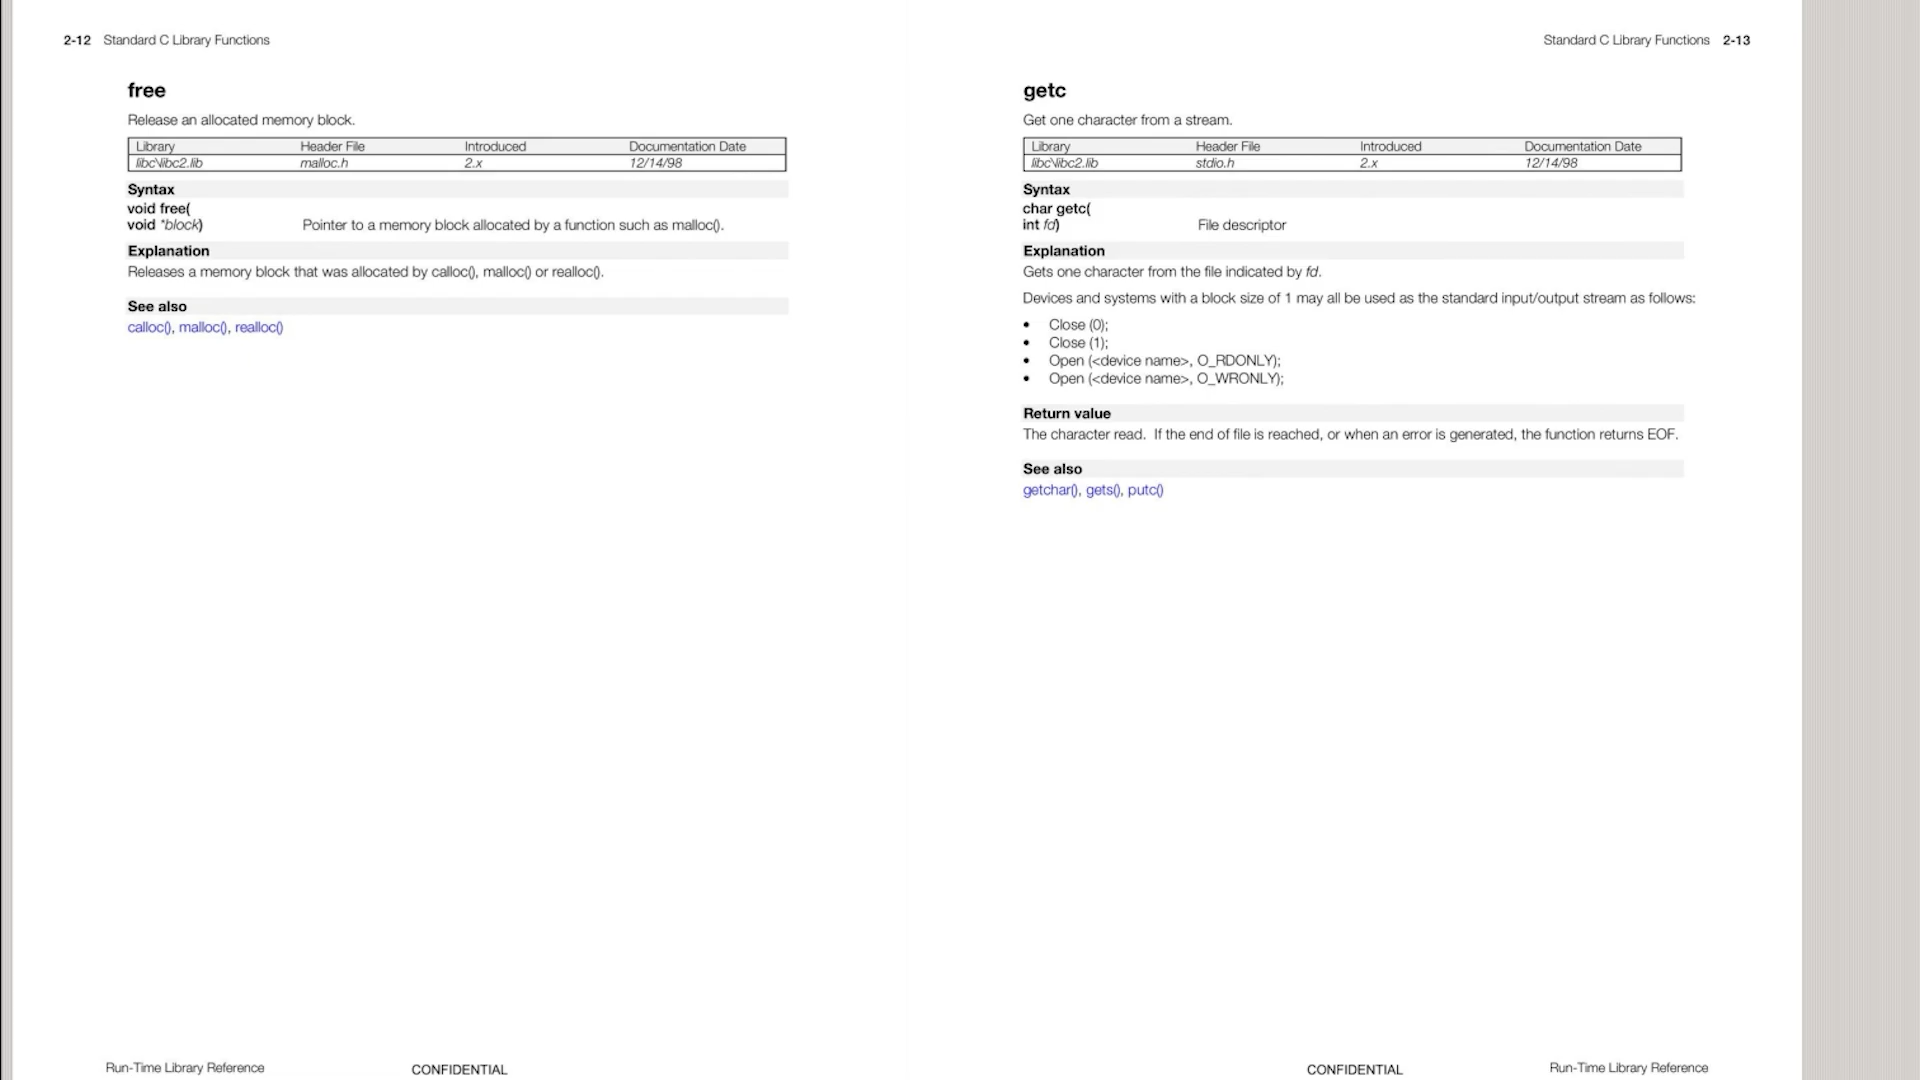 2-12 Standard C Library Functions
free
Release an allocated memory block.
Library Header File Introduced Documentation Date
libc\libc2.lib malloc.h 2.x 12/14/98
Syntax
void free(
void *block) Pointer to a memory block allocated by a function such as malloc().
Explanation
Releases a memory block that was allocated by calloc(), malloc() or realloc().
See also
calloc(), malloc(), realloc()
Run-Time Library Reference CONFIDENTIAL
Standard C Library Functions 2-13
getc
Get one character from a stream.
Library Header File Introduced Documentation Date
libc\libc2.lib stdio.h 2.x 12/14/98
Syntax
char getc(
int fd) File descriptor
Explanation
Gets one character from the file indicated by fd.
Devices and systems with a block size of 1 may all be used as the standard input/output stream as follows:
• Close (0);
• Close (1);
• Open (<device name>, O_RDONLY);
• Open (<device name>, O_WRONLY);
Return value
The character read. If the end of file is reached, or when an error is generated, the function returns EOF.
See also
getchar(), gets(), putc()
CONFIDENTIAL Run-Time Library Reference